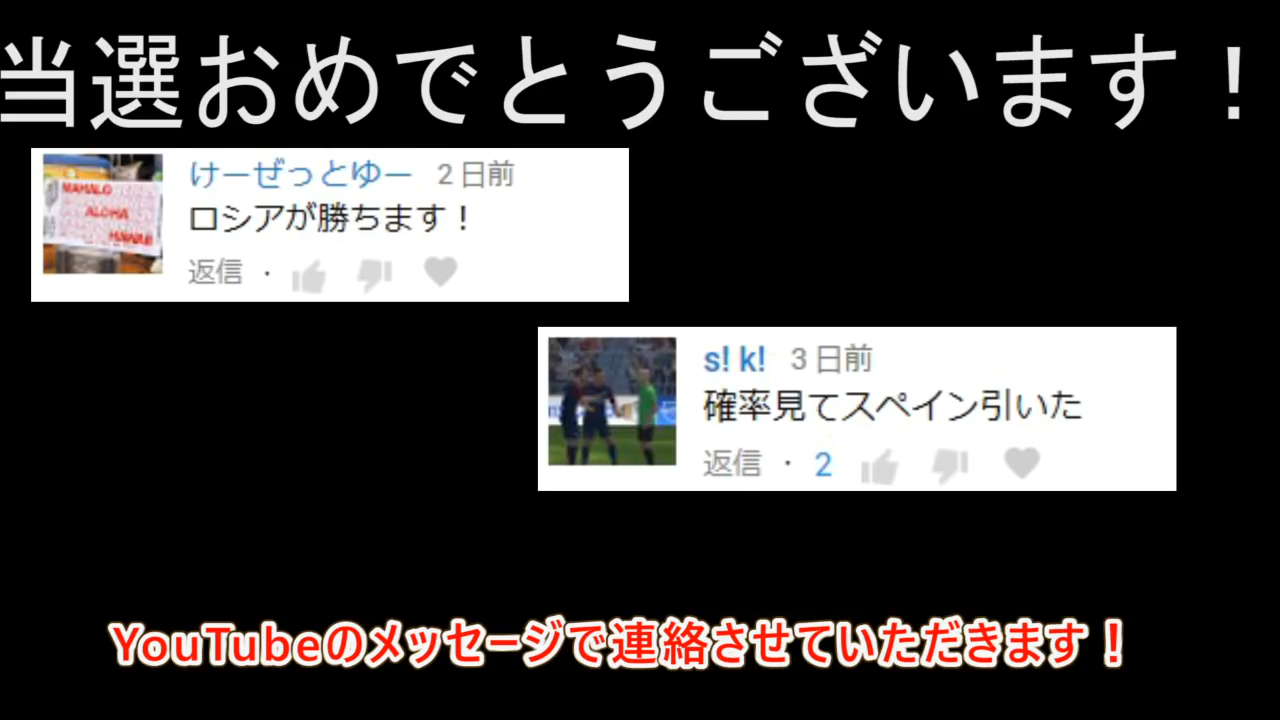 当選おめでとうございます！
MAHALO
ALOHA
HAWAII
けーぜっとゆー 2 日前
ロシアが勝ちます！
返信 ・
s! k! 3 日前
確率見てスペイン引いた
返信 ・ 2
YouTubeのメッセージで連絡させていただきます！